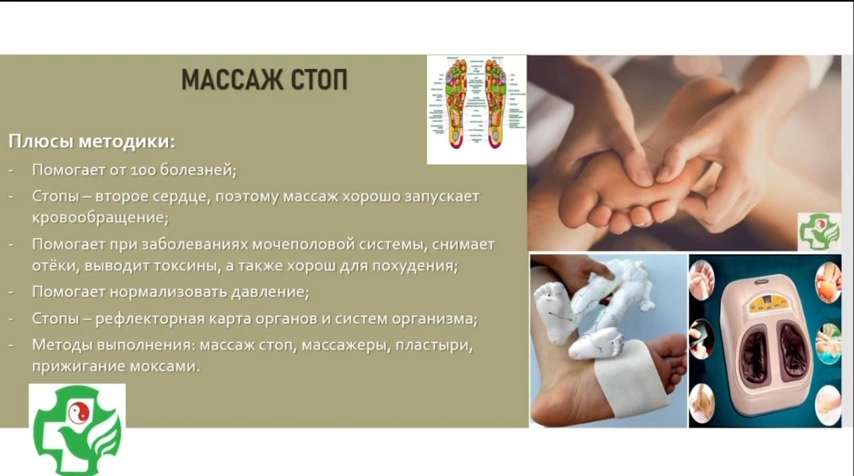 МАССАЖ СТОП
Плюсы методики:
- Помогает от 100 болезней;
- Стопы – второе сердце, поэтому массаж хорошо запускает
кровообращение;
- Помогает при заболеваниях мочеполовой системы, снимает
отёки, выводит токсины, а также хорош для похудения;
- Помогает нормализовать давление;
- Стопы – рефлекторная карта органов и систем организма;
- Методы выполнения: массаж стоп, массажеры, пластыри,
прижигание моксами.